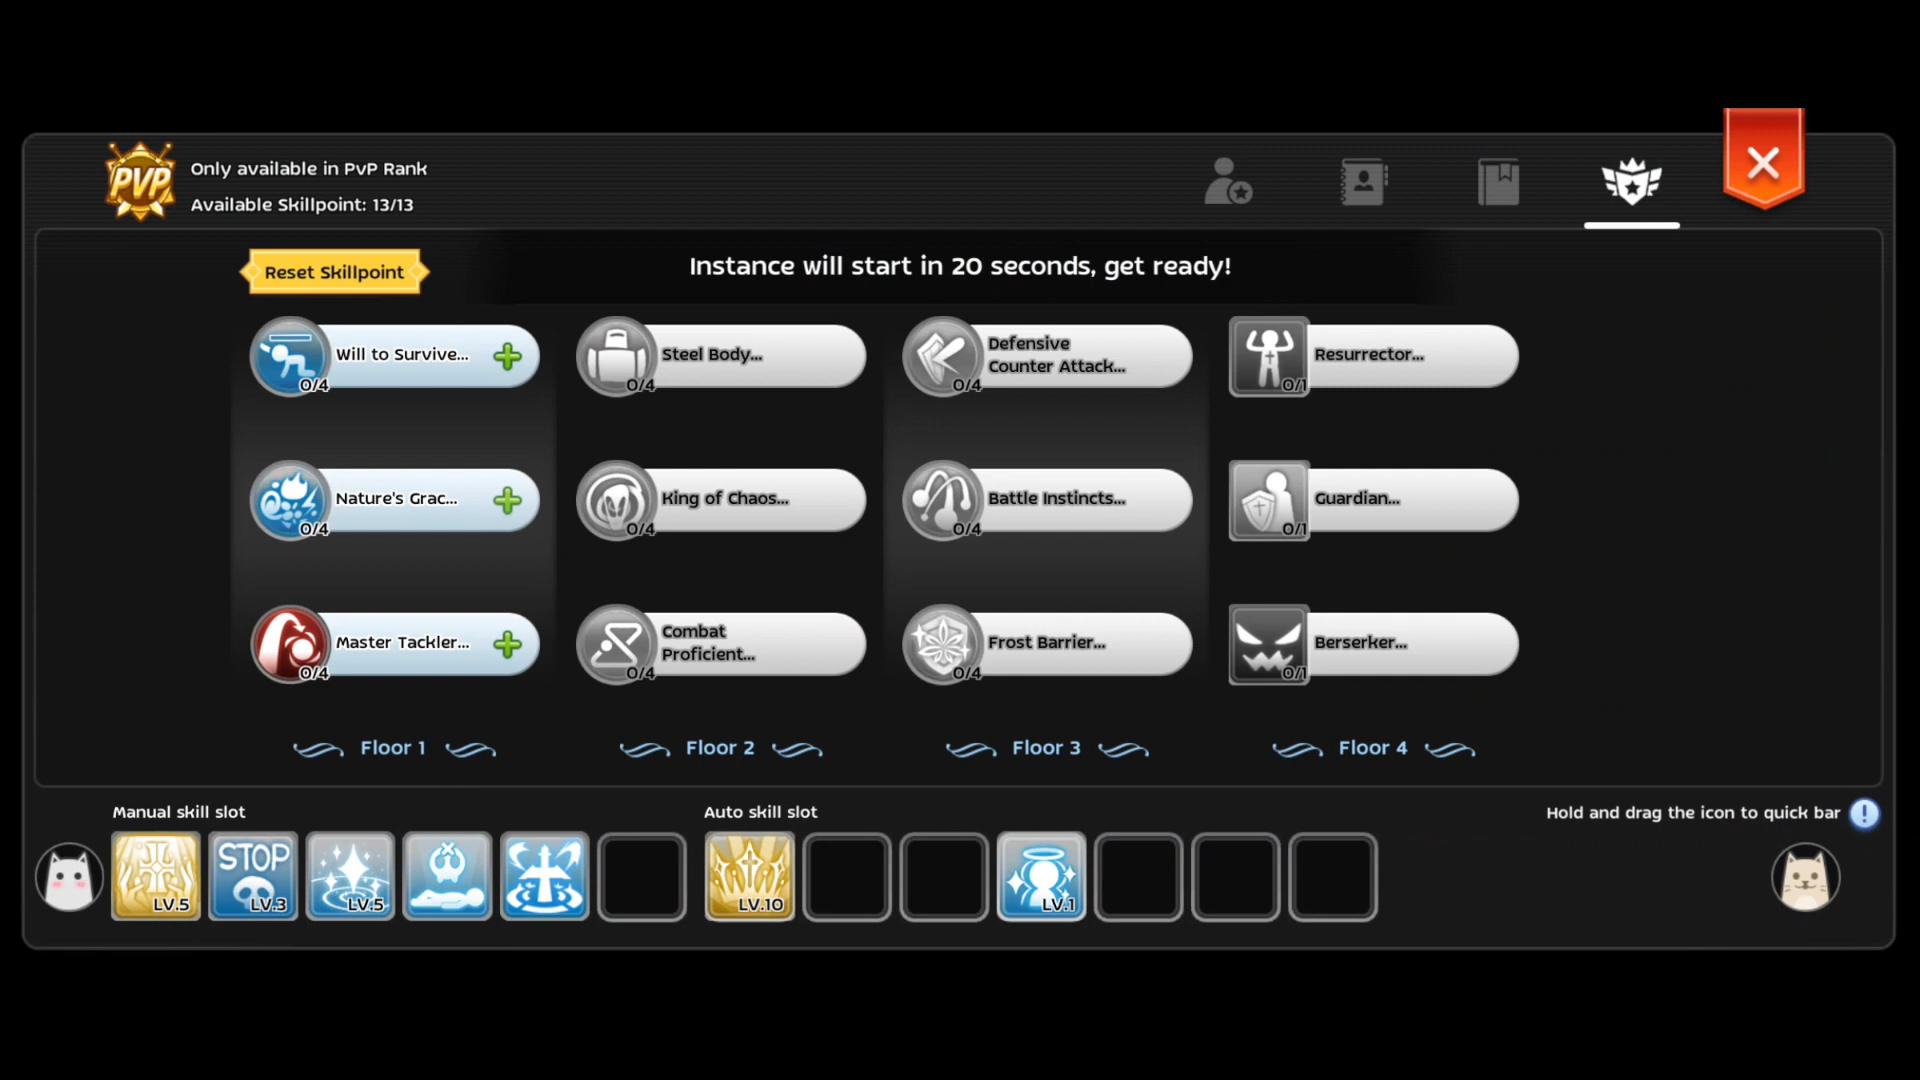 PVP
Only available in PvP Rank
Available Skillpoint: 13/13
Reset Skillpoint
Instance will start in 20 seconds, get ready!
Will to Survive...
0/4
Steel Body...
0/4
Defensive
Counter Attack...
0/4
Resurrector...
0/1
Nature's Grac...
0/4
King of Chaos...
0/4
Battle Instincts...
0/4
Guardian...
0/1
Master Tackler...
0/4
Combat
Proficient...
0/4
Frost Barrier...
0/4
Berserker...
0/1
Floor 1
Floor 2
Floor 3
Floor 4
Manual skill slot
Auto skill slot
Hold and drag the icon to quick bar
LV.5
STOP
LV.3
LV.5
LV.10
LV.1